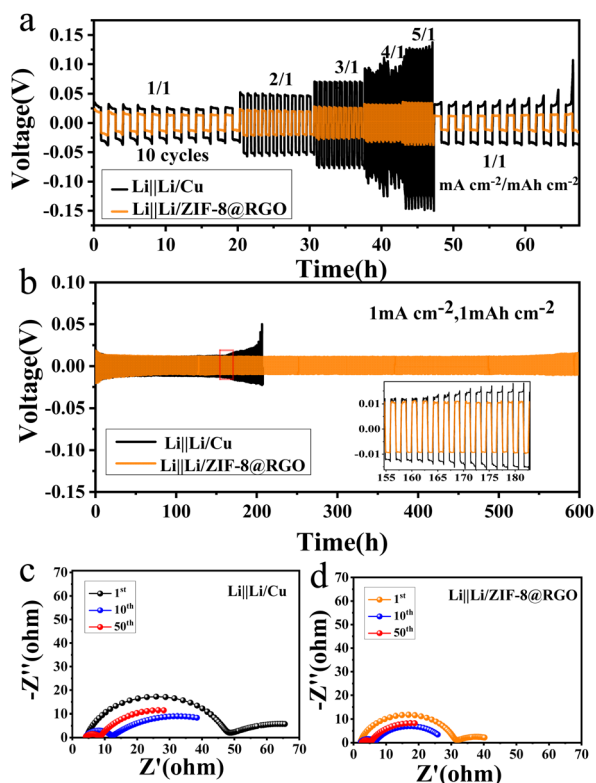 a
Voltage(V)
0.15
0.10
0.05
0.00
-0.05
-0.10
-0.15
1/1
2/1
3/1
4/1
5/1
10 cycles
1/1
mA cm-2/mAh cm-2
Li||Li/Cu
Li||Li/ZIF-8@RGO
0 10 20 30 40 50 60
Time(h)
b
Voltage(V)
0.10
0.05
0.00
-0.05
-0.10
-0.15
1mA cm-2,1mAh cm-2
Li||Li/Cu
Li||Li/ZIF-8@RGO
0.01
0.00
-0.01
155 160 165 170 175 180
0 100 200 300 400 500 600
Time(h)
c
-Z''(ohm)
70
60
50
40
30
20
10
0
1st
10th
50th
Li||Li/Cu
0 10 20 30 40 50 60 70
Z'(ohm)
d
-Z''(ohm)
70
60
50
40
30
20
10
0
1st
10th
50th
Li||Li/ZIF-8@RGO
0 10 20 30 40 50 60 70
Z'(ohm)